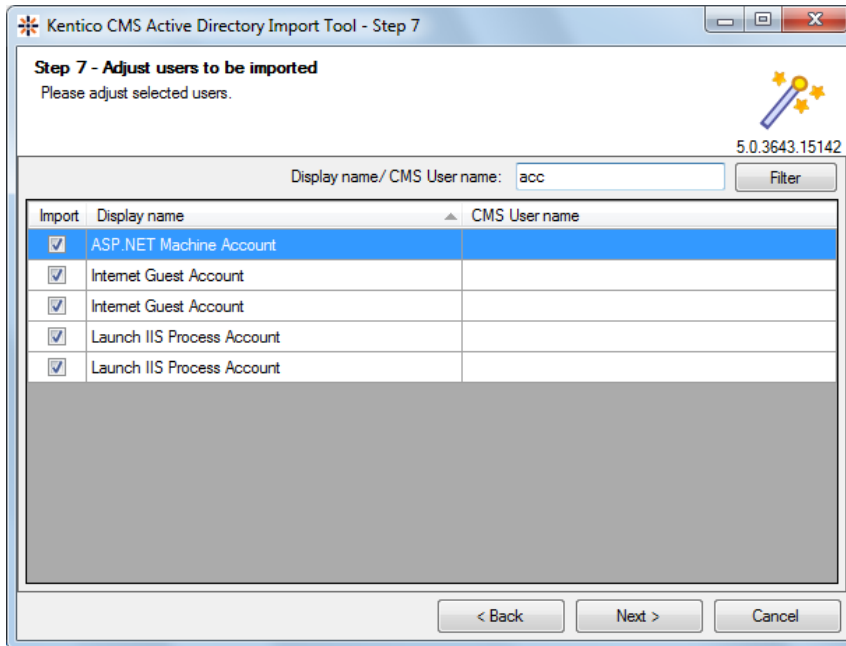 Kentico CMS Active Directory Import Tool - Step 7
Step 7 - Adjust users to be imported
Please adjust selected users.
5.0.3643.15142
Display name/ CMS User name: acc Filter
Import Display name CMS User name
ASP.NET Machine Account
Internet Guest Account
Internet Guest Account
Launch IIS Process Account
Launch IIS Process Account
< Back Next > Cancel